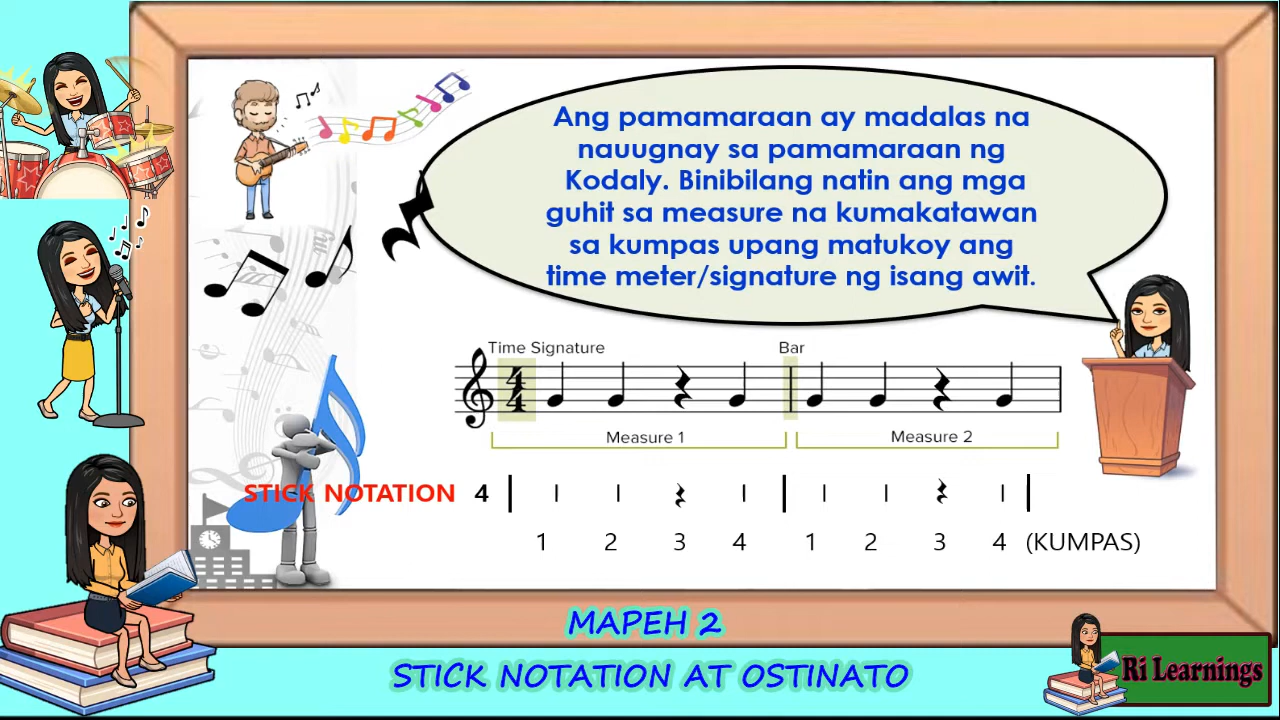 Ang pamamaraan ay madalas na
nauugnay sa pamamaraan ng
Kodaly. Binibilang natin ang mga
guhit sa measure na kumakatawan
sa kumpas upang matukoy ang
time meter/signature ng isang awit.
Time Signature Bar
4
4
Measure 1 Measure 2
STICK NOTATION 4 | | | | | | | | |
1 2 3 4 1 2 3 4 (KUMPAS)
MAPEH 2
STICK NOTATION AT OSTINATO
Ri Learnings